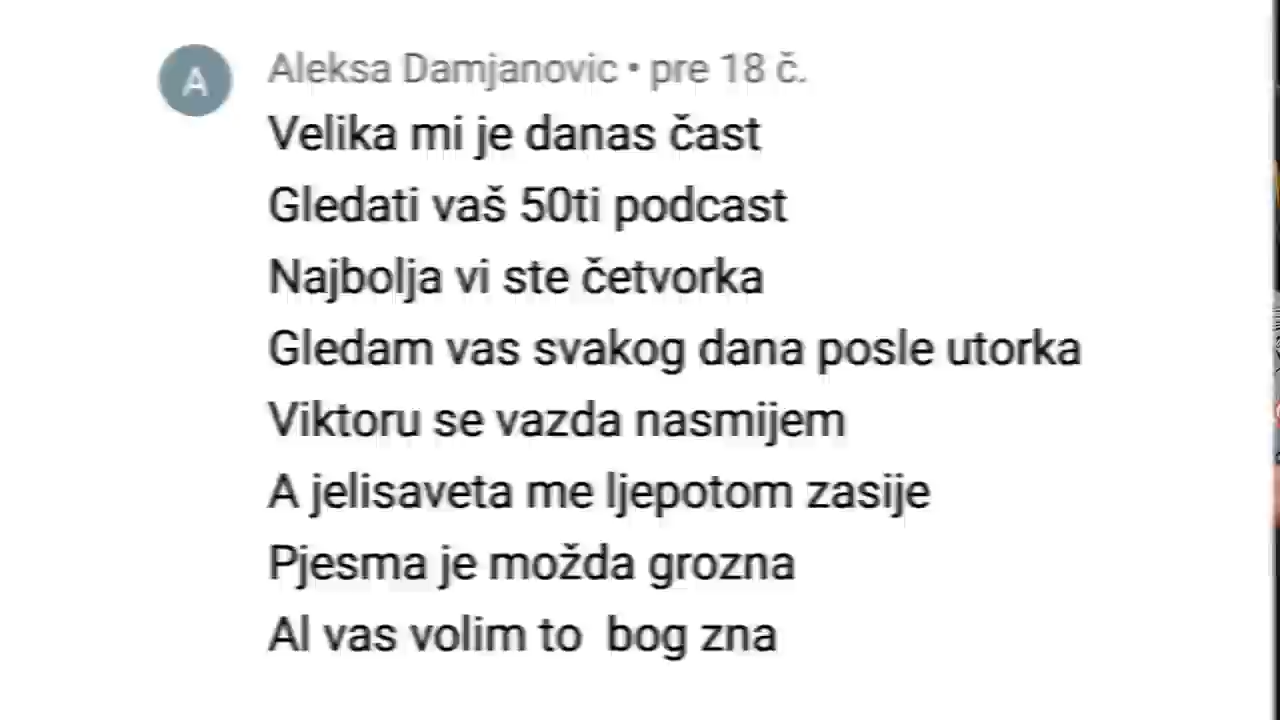 A
Aleksa Damjanovic • pre 18 č.
Velika mi je danas čast
Gledati vaš 50ti podcast
Najbolja vi ste četvorka
Gledam vas svakog dana posle utorka
Viktoru se vazda nasmijem
A jelisaveta me ljepotom zasije
Pjesma je možda grozna
Al vas volim to  bog zna